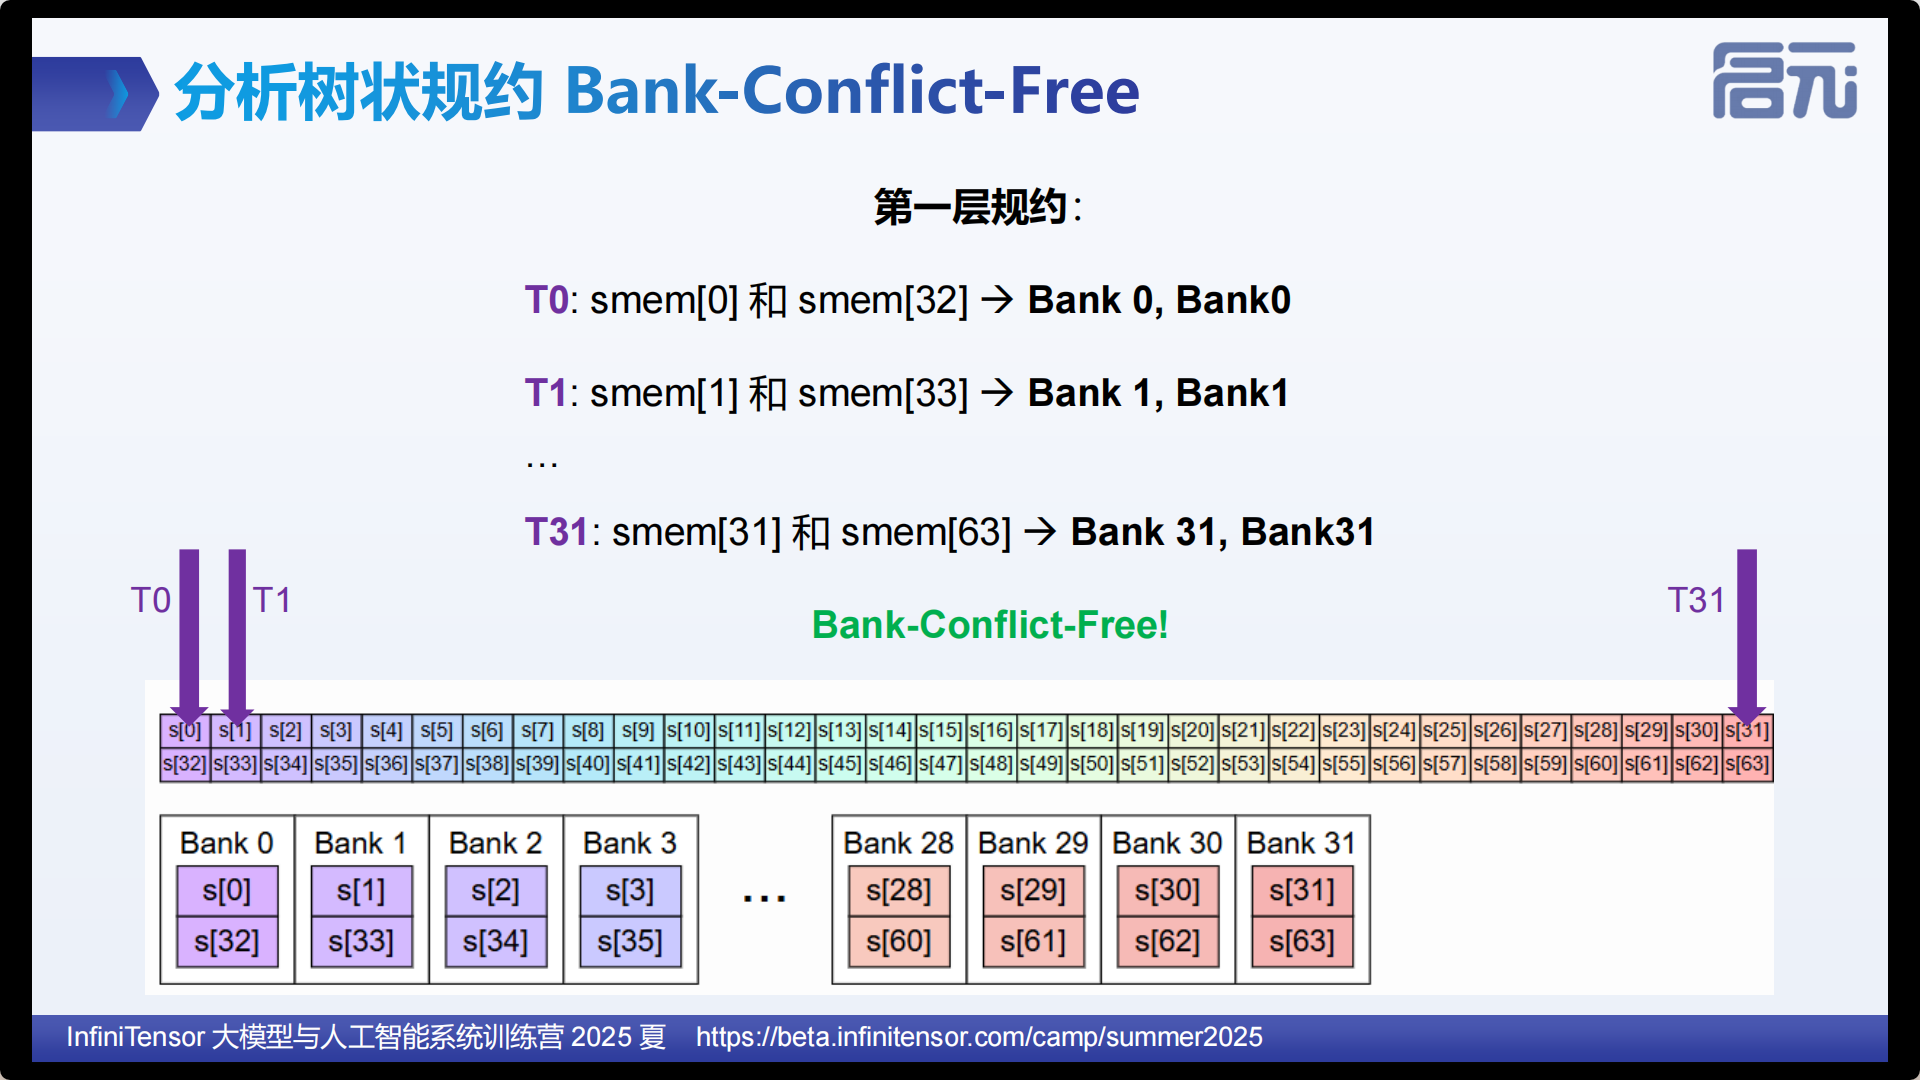 分析树状规约 Bank-Conflict-Free
启元
第一层规约:
T0: smem[0] 和 smem[32] → Bank 0, Bank0
T1: smem[1] 和 smem[33] → Bank 1, Bank1
…
T31: smem[31] 和 smem[63] → Bank 31, Bank31
T0 T1 T31
Bank-Conflict-Free!
s[0] s[1] s[2] s[3] s[4] s[5] s[6] s[7] s[8] s[9] s[10] s[11] s[12] s[13] s[14] s[15] s[16] s[17] s[18] s[19] s[20] s[21] s[22] s[23] s[24] s[25] s[26] s[27] s[28] s[29] s[30] s[31]
s[32] s[33] s[34] s[35] s[36] s[37] s[38] s[39] s[40] s[41] s[42] s[43] s[44] s[45] s[46] s[47] s[48] s[49] s[50] s[51] s[52] s[53] s[54] s[55] s[56] s[57] s[58] s[59] s[60] s[61] s[62] s[63]
Bank 0 Bank 1 Bank 2 Bank 3 Bank 28 Bank 29 Bank 30 Bank 31
s[0] s[1] s[2] s[3] … s[28] s[29] s[30] s[31]
s[32] s[33] s[34] s[35] s[60] s[61] s[62] s[63]
InfiniTensor 大模型与人工智能系统训练营 2025 夏 https://beta.infinitensor.com/camp/summer2025